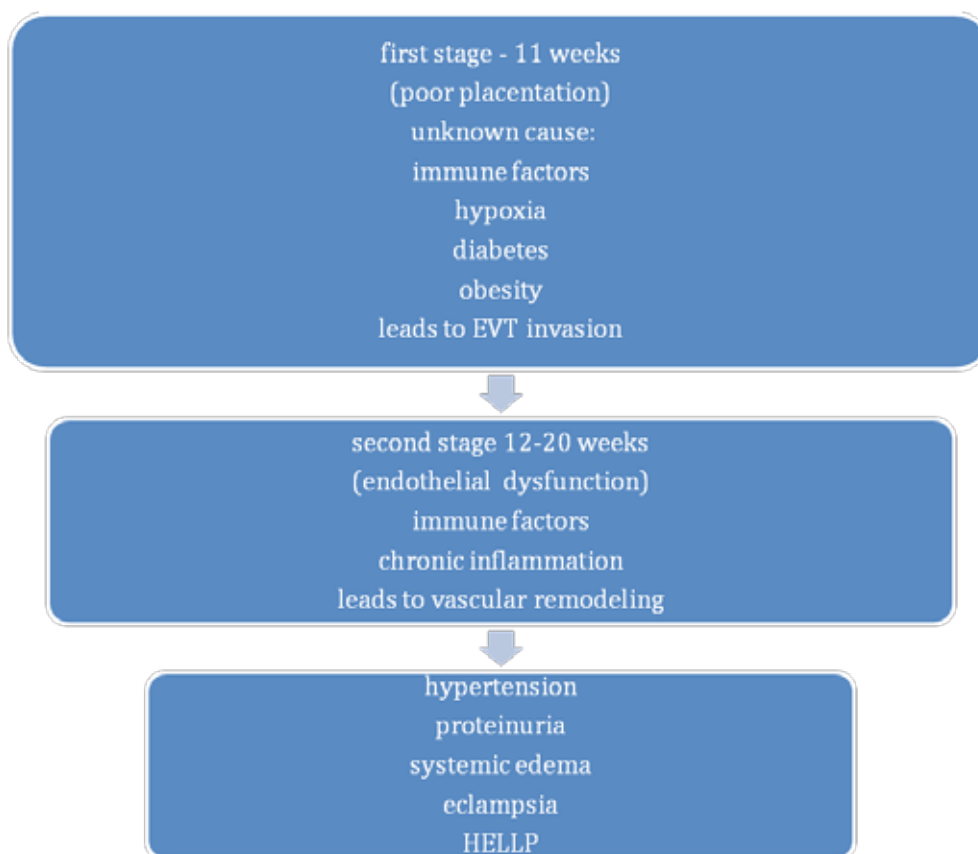 first stage - 11 weeks
(poor placentation)
unknown cause:
immune factors
hypoxia
diabetes
obesity
leads to EVT invasion
second stage 12-20 weeks
(endothelial dysfunction)
immune factors
chronic inflammation
leads to vascular remodeling
hypertension
proteinuria
systemic edema
eclampsia
HELLP